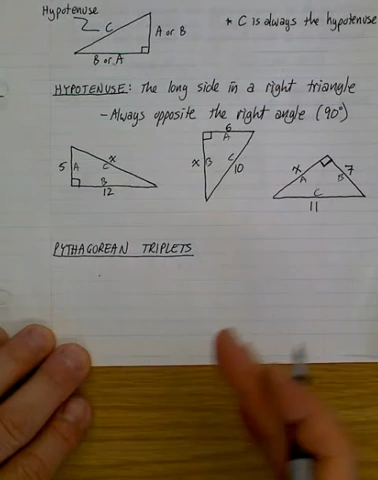 Hypotenuse
* C is always the hypotenuse
C
A or B
B or A
HYPOTENUSE: The long side in a right triangle
- Always opposite the right angle (90°)
5 A C x
B
12
6
A
x B C 10
x A B 7
C
11
PYTHAGOREAN TRIPLETS